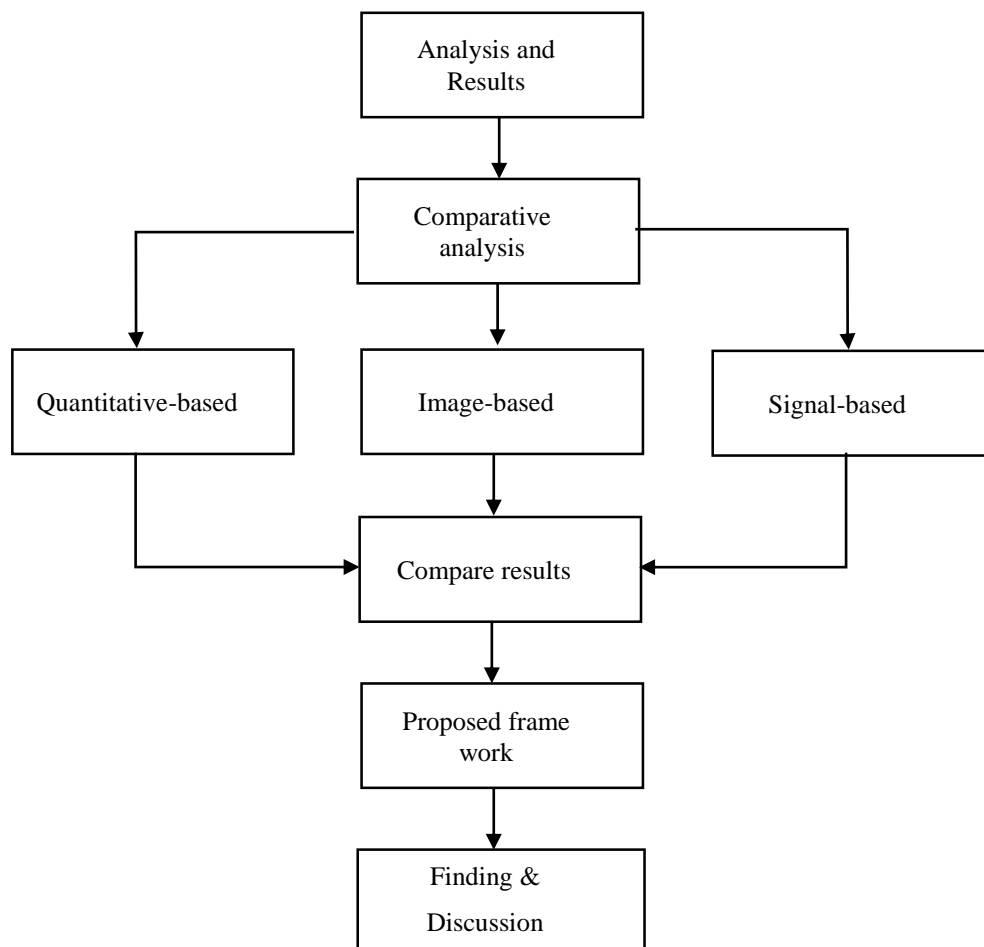 Analysis and
Results
Comparative
analysis
Quantitative-based
Image-based
Signal-based
Compare results
Proposed frame
work
Finding &
Discussion